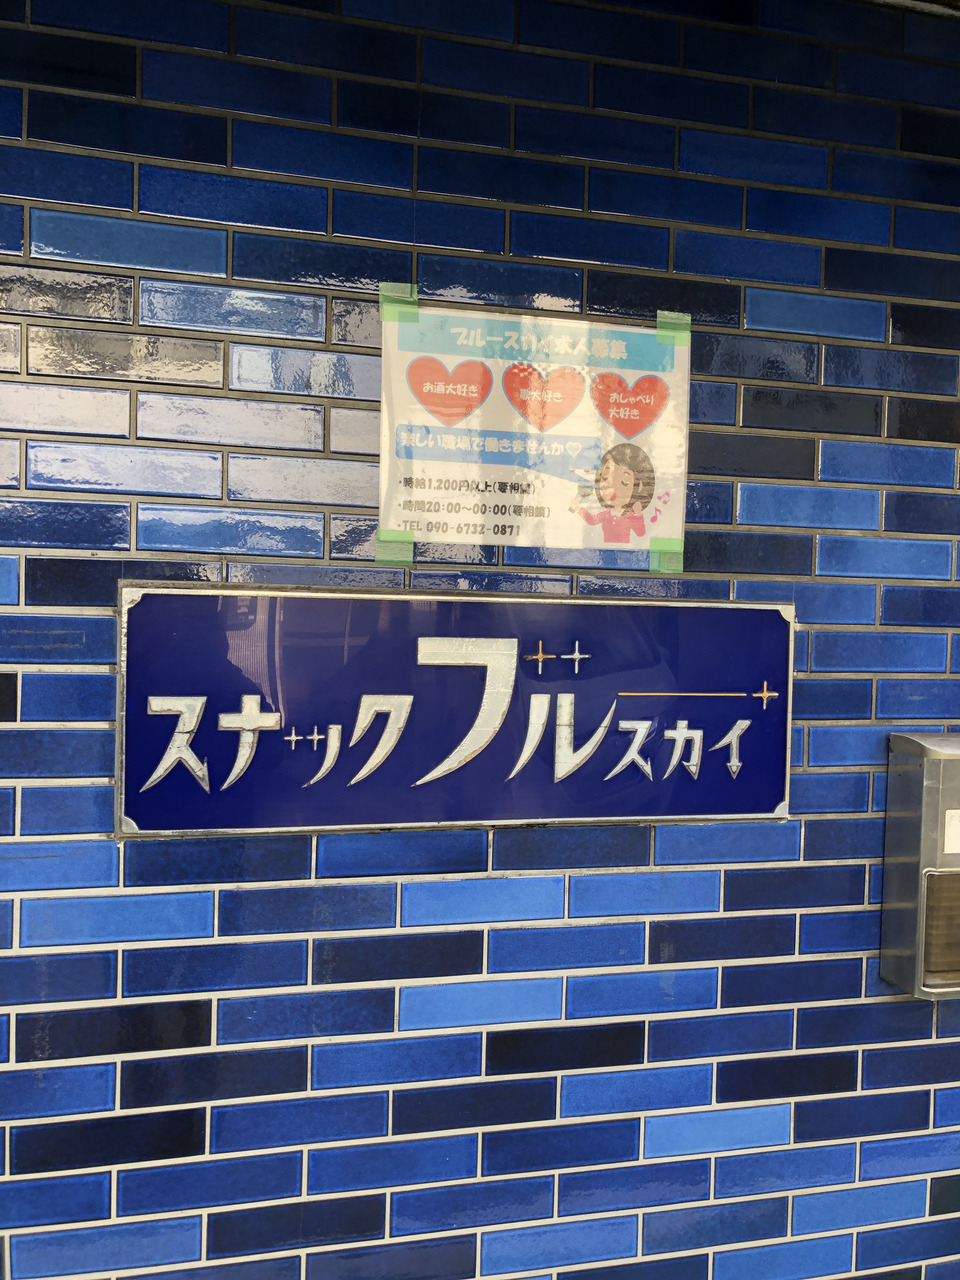 ブルースカイ求人募集
お酒大好き
歌大好き
おしゃべり
大好き
楽しい職場で働きませんか♡
・時給1,200円以上(要相談)
・時間20:00〜00:00(要相談)
・TEL 090-6732-0871
スナックブルースカイ